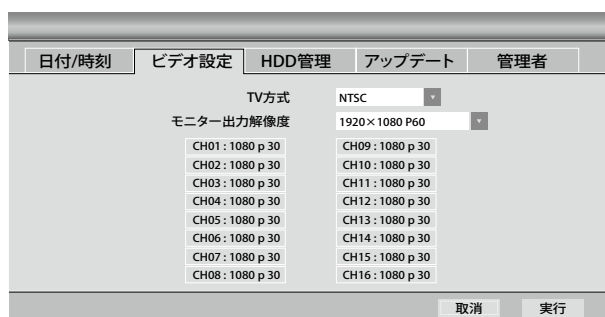 日付/時刻 ビデオ設定 HDD管理 アップデート 管理者
TV方式 NTSC
モニター出力解像度 1920×1080 P60
CH01 : 1080 p 30 CH09 : 1080 p 30
CH02 : 1080 p 30 CH10 : 1080 p 30
CH03 : 1080 p 30 CH11 : 1080 p 30
CH04 : 1080 p 30 CH12 : 1080 p 30
CH05 : 1080 p 30 CH13 : 1080 p 30
CH06 : 1080 p 30 CH14 : 1080 p 30
CH07 : 1080 p 30 CH15 : 1080 p 30
CH08 : 1080 p 30 CH16 : 1080 p 30
取消 実行